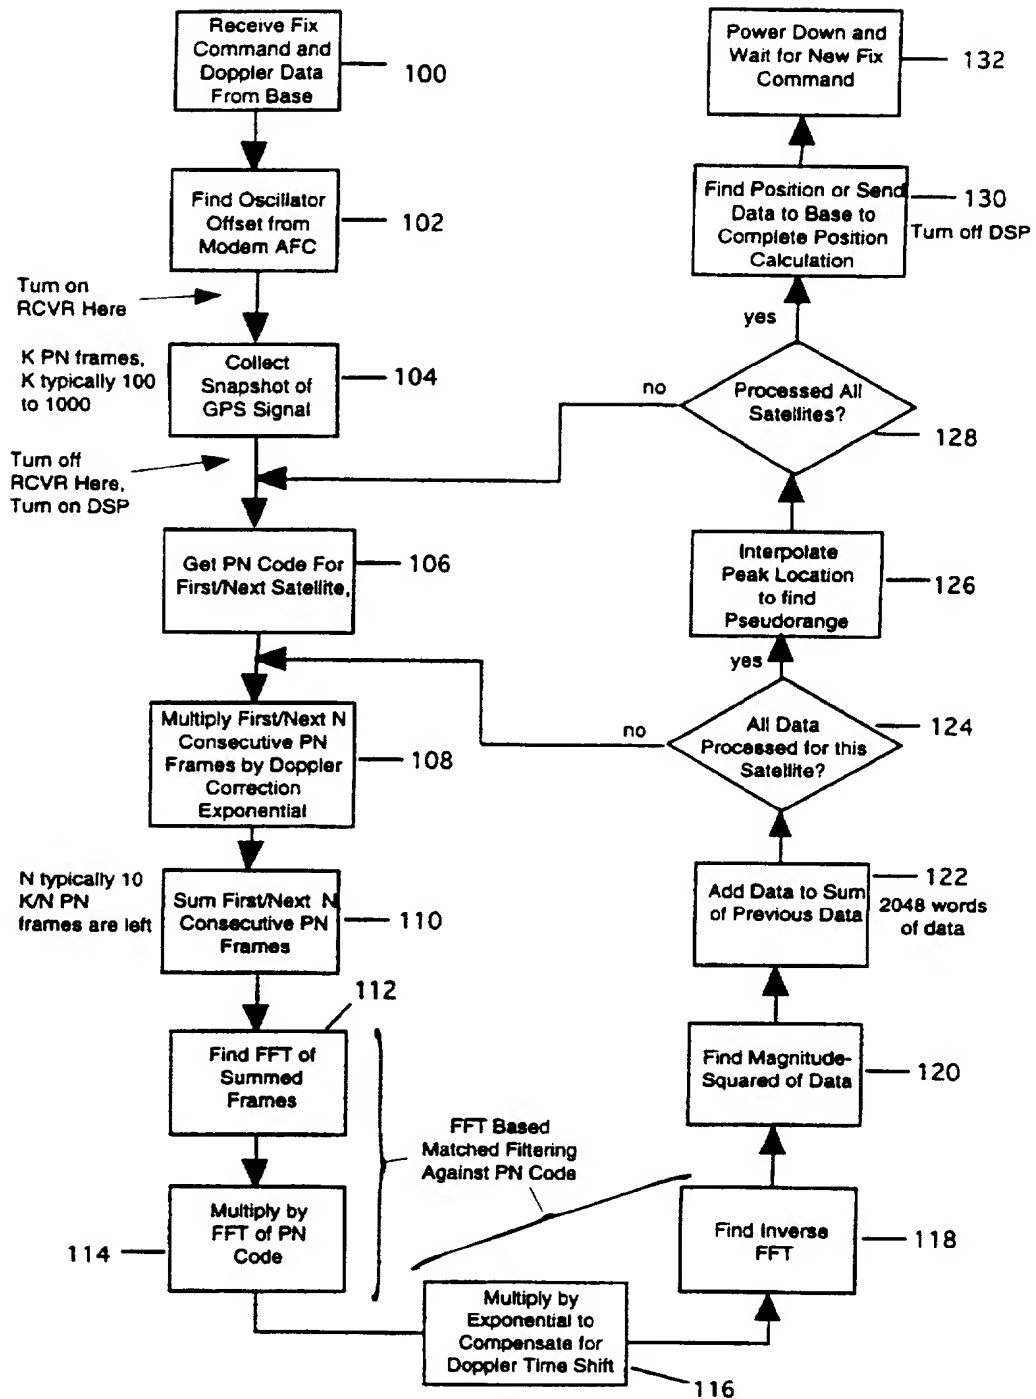 Receive Fix
Command and
Doppler Data
From Base
100
Find Oscillator
Offset from
Modem AFC
102
Turn on
RCVR Here
K PN frames,
K typically 100
to 1000
Collect
Snapshot of
GPS Signal
104
Turn off
RCVR Here,
Turn on DSP
Get PN Code For
First/Next Satellite,
106
Multiply First/Next N
Consecutive PN
Frames by Doppler
Correction
Exponential
108
N typically 10
K/N PN
frames are left
Sum First/Next N
Consecutive PN
Frames
110
112
Find FFT of
Summed
Frames
FFT Based
Matched Filtering
Against PN Code
Multiply by
FFT of PN
Code
114
Multiply by
Exponential to
Compensate for
Doppler Time Shift
116
Find Inverse
FFT
118
Find Magnitude-
Squared of Data
120
Add Data to Sum
of Previous Data
122
2048 words
of data
All Data
Processed for this
Satellite?
124
no
yes
Interpolate
Peak Location
to find
Pseudorange
126
Processed All
Satellites?
128
no
yes
Find Position or Send
Data to Base to
Complete Position
Calculation
130
Turn off DSP
Power Down and
Wait for New Fix
Command
132